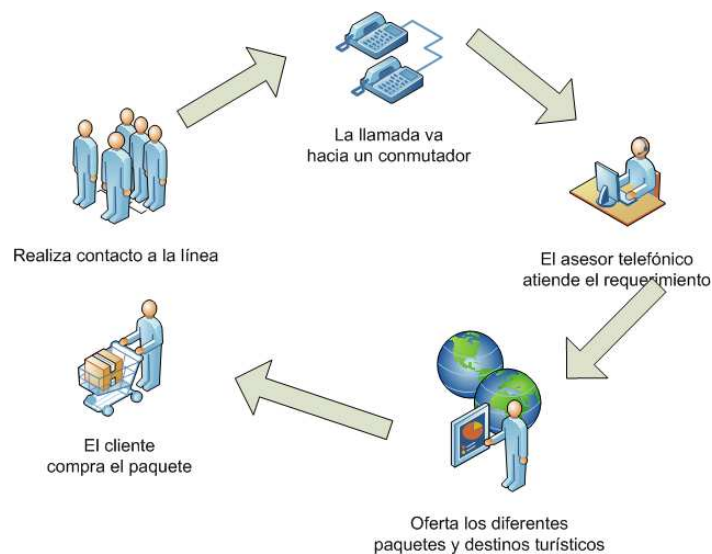 La llamada va
hacia un conmutador
Realiza contacto a la línea
El asesor telefónico
atiende el requerimiento
El cliente
compra el paquete
Oferta los diferentes
paquetes y destinos turísticos